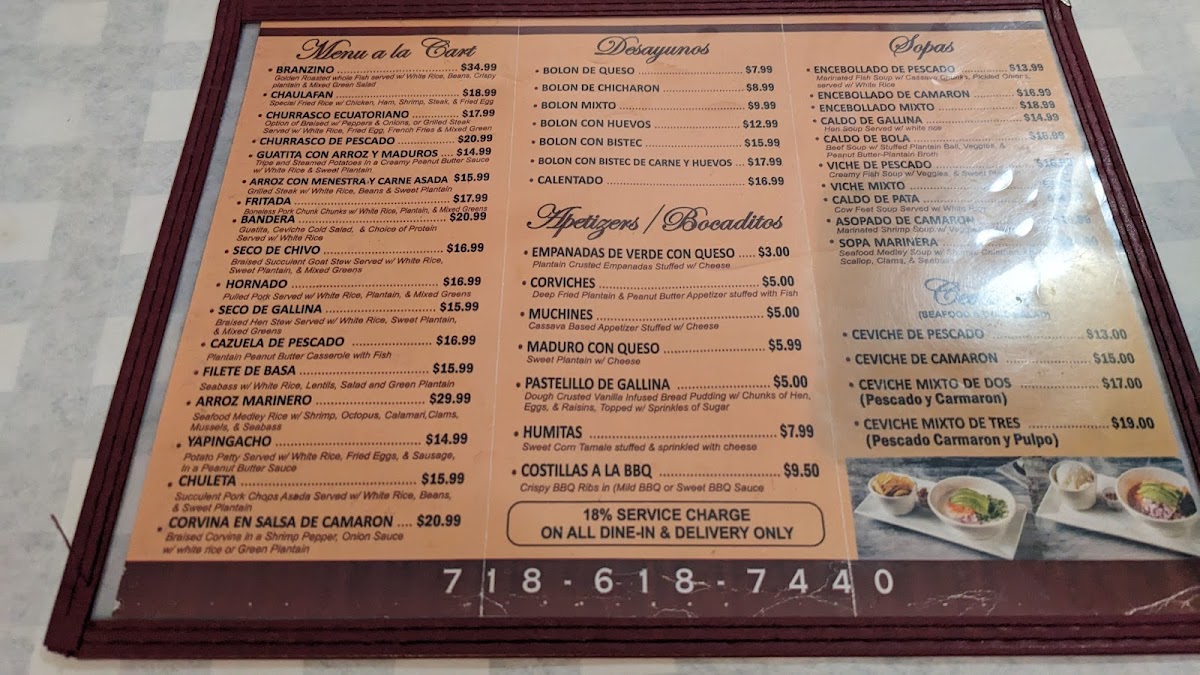 Menu a la Cart
• BRANZINO ........ $34.99
Golden Roasted whole Fish served w/ White Rice, Beans, Crispy
plantain & Mixed Green Salad
• CHAULAFAN ........ $18.99
Special Fried Rice w/ Chicken, Ham, Shrimp, Steak, & Fried Egg
• CHURRASCO ECUATORIANO ........ $17.99
Option of Braised w/ Peppers & Onions, or Grilled Steak
Served w/ White Rice, Fried Egg, French Fries & Mixed Green
• CHURRASCO DE PESCADO ........ $20.99
• GUATITA CON ARROZ Y MADUROS ... $14.99
Tripe and Steamed Potatoes in a Creamy Peanut Butter Sauce
w/ White Rice & Sweet Plantain
• ARROZ CON MENESTRA Y CARNE ASADA $15.99
Grilled Steak w/ White Rice, Beans & Sweet Plantain
• FRITADA ........ $17.99
Boneless Pork Chunk Chunks w/ White Rice, Plantain, & Mixed Greens
• BANDERA ........ $20.99
Guatita, Ceviche Cold Salad, & Choice of Protein
Served w/ White Rice
• SECO DE CHIVO ........ $16.99
Braised Succulent Goat Stew Served w/ White Rice,
Sweet Plantain, & Mixed Greens
• HORNADO ........ $16.99
Pulled Pork Served w/ White Rice, Plantain, & Mixed Greens
• SECO DE GALLINA ........ $15.99
Braised Hen Stew Served w/ White Rice, Sweet Plantain,
& Mixed Greens
• CAZUELA DE PESCADO ........ $16.99
Plantain Peanut Butter Casserole with Fish
• FILETE DE BASA ........ $15.99
Seabass w/ White Rice, Lentils, Salad and Green Plantain
• ARROZ MARINERO ........ $29.99
Seafood Medley Rice w/ Shrimp, Octopus, Calamari,Clams,
Mussels, & Seabass
• YAPINGACHO ........ $14.99
Potato Patty Served w/ White Rice, Fried Eggs, & Sausage,
In a Peanut Butter Sauce
• CHULETA ........ $15.99
Succulent Pork Chops Asada Served w/ White Rice, Beans,
& Sweet Plantain
• CORVINA EN SALSA DE CAMARON .... $20.99
Braised Corvina in a Shrimp Pepper, Onion Sauce
w/ white rice or Green Plantain
Desayunos
• BOLON DE QUESO ........ $7.99
• BOLON DE CHICHARON ........ $8.99
• BOLON MIXTO ........ $9.99
• BOLON CON HUEVOS ........ $12.99
• BOLON CON BISTEC ........ $15.99
• BOLON CON BISTEC DE CARNE Y HUEVOS ... $17.99
• CALENTADO ........ $16.99
Apetizers / Bocaditos
• EMPANADAS DE VERDE CON QUESO ..... $3.00
Plantain Crusted Empanadas Stuffed w/ Cheese
• CORVICHES ........ $5.00
Deep Fried Plantain & Peanut Butter Appetizer stuffed with Fish
• MUCHINES ........ $5.00
Cassava Based Appetizer Stuffed w/ Cheese
• MADURO CON QUESO ........ $5.99
Sweet Plantain w/ Cheese
• PASTELILLO DE GALLINA ........ $5.00
Dough Crusted Vanilla Infused Bread Pudding w/ Chunks of Hen,
Eggs, & Raisins, Topped w/ Sprinkles of Sugar
• HUMITAS ........ $7.99
Sweet Corn Tamale stuffed & sprinkled with cheese
• COSTILLAS A LA BBQ ........ $9.50
Crispy BBQ Ribs in (Mild BBQ or Sweet BBQ Sauce
18% SERVICE CHARGE
ON ALL DINE-IN & DELIVERY ONLY
Sopas
• ENCEBOLLADO DE PESCADO ........ $13.99
Marinated Fish Soup w/ Cassava Chunks, Pickled Onions,
served w/ White Rice
• ENCEBOLLADO DE CAMARON ........ $16.99
• ENCEBOLLADO MIXTO ........ $18.99
• CALDO DE GALLINA ........ $14.99
Hen Soup Served w/ white rice
• CALDO DE BOLA ........
Beef Soup w/ Stuffed Plantain Ball, Veggies, &
Peanut Butter-Plantain Broth
• VICHE DE PESCADO ........
Creamy Fish Soup w/ Veggies, & Sweet
• VICHE MIXTO ........
• CALDO DE PATA ........
Cow Feet Soup Served w/ White Rice
• ASOPADO DE CAMARON
Marinated Shrimp Soup w/
• SOPA MARINERA
Seafood Medley Soup w/
Scallop, Clams, & Seabass
(SEAFOOD
• CEVICHE DE PESCADO ........ $13.00
• CEVICHE DE CAMARON ........ $15.00
• CEVICHE MIXTO DE DOS ........ $17.00
(Pescado y Carmaron)
• CEVICHE MIXTO DE TRES ........ $19.00
(Pescado Carmaron y Pulpo)
718-618-7440